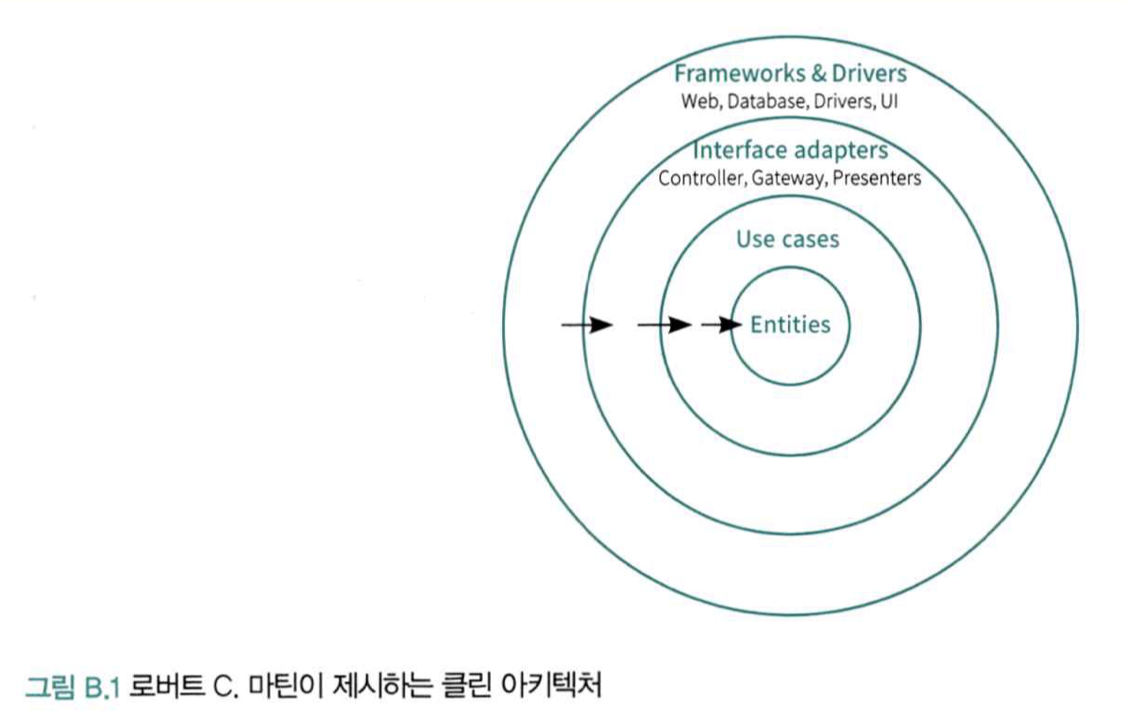 Frameworks & Drivers
Web, Database, Drivers, UI
Interface adapters
Controller, Gateway, Presenters
Use cases
Entities
그림 B.1 로버트 C. 마틴이 제시하는 클린 아키텍처